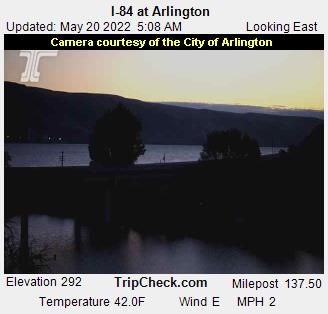 I-84 at Arlington
Updated: May 20 2022 5:08 AM Looking East
Camera courtesy of the City of Arlington
Elevation 292 TripCheck.com Milepost 137.50
Temperature 42.0F Wind E MPH 2